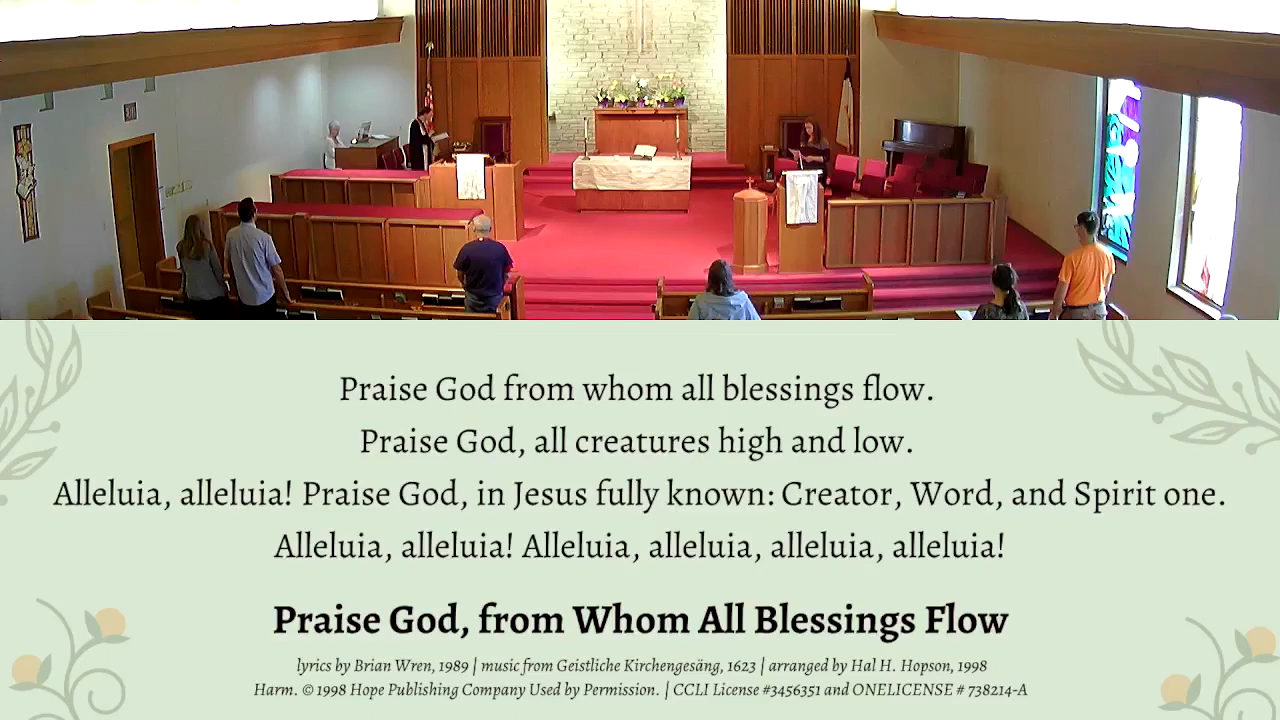 Praise God from whom all blessings flow.
Praise God, all creatures high and low.
Alleluia, alleluia! Praise God, in Jesus fully known: Creator, Word, and Spirit one.
Alleluia, alleluia! Alleluia, alleluia, alleluia, alleluia!
Praise God, from Whom All Blessings Flow
lyrics by Brian Wren, 1989 | music from Geistliche Kirchengesäng, 1623 | arranged by Hal H. Hopson, 1998
Harm. © 1998 Hope Publishing Company Used by Permission. | CCLI License #3456351 and ONELICENSE # 738214-A